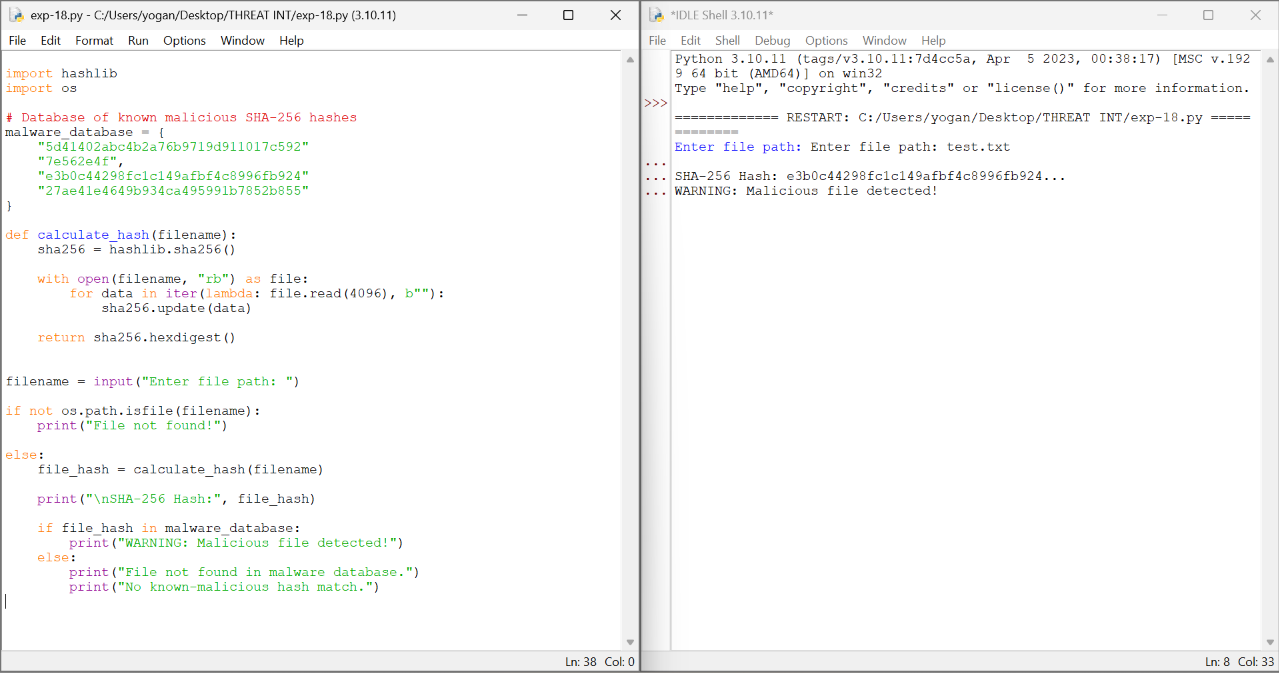 exp-18.py - C:/Users/yogan/Desktop/THREAT INT/exp-18.py (3.10.11)
File Edit Format Run Options Window Help
import hashlib
import os
# Database of known malicious SHA-256 hashes
malware_database = {
    "5d41402abc4b2a76b9719d911017c592"
    "7e562e4f",
    "e3b0c44298fc1c149afbf4c8996fb924"
    "27ae41e4649b934ca495991b7852b855"
}
def calculate_hash(filename):
    sha256 = hashlib.sha256()
    with open(filename, "rb") as file:
        for data in iter(lambda: file.read(4096), b""):
            sha256.update(data)
    return sha256.hexdigest()
filename = input("Enter file path: ")
if not os.path.isfile(filename):
    print("File not found!")
else:
    file_hash = calculate_hash(filename)
    print("\nSHA-256 Hash:", file_hash)
    if file_hash in malware_database:
        print("WARNING: Malicious file detected!")
    else:
        print("File not found in malware database.")
        print("No known-malicious hash match.")
Ln: 38 Col: 0
*IDLE Shell 3.10.11*
File Edit Shell Debug Options Window Help
Python 3.10.11 (tags/v3.10.11:7d4cc5a, Apr  5 2023, 00:38:17) [MSC v.192
9 64 bit (AMD64)] on win32
Type "help", "copyright", "credits" or "license()" for more information.
>>>
============= RESTART: C:/Users/yogan/Desktop/THREAT INT/exp-18.py =====
========
Enter file path: Enter file path: test.txt
...
... SHA-256 Hash: e3b0c44298fc1c149afbf4c8996fb924...
... WARNING: Malicious file detected!
Ln: 8 Col: 33